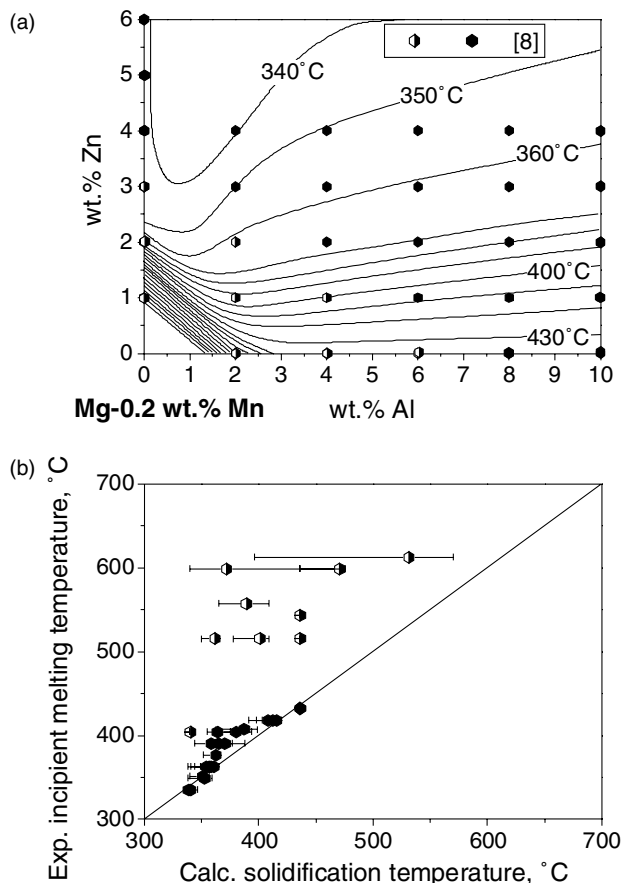 (a)
6
5
4
3
2
1
0
wt.% Zn
[8]
340˚C
350˚C
360˚C
400˚C
430˚C
0 1 2 3 4 5 6 7 8 9 10
Mg-0.2 wt.% Mn wt.% Al
(b)
700
600
500
400
300
Exp. incipient melting temperature, ˚C
300 400 500 600 700
Calc. solidification temperature, ˚C